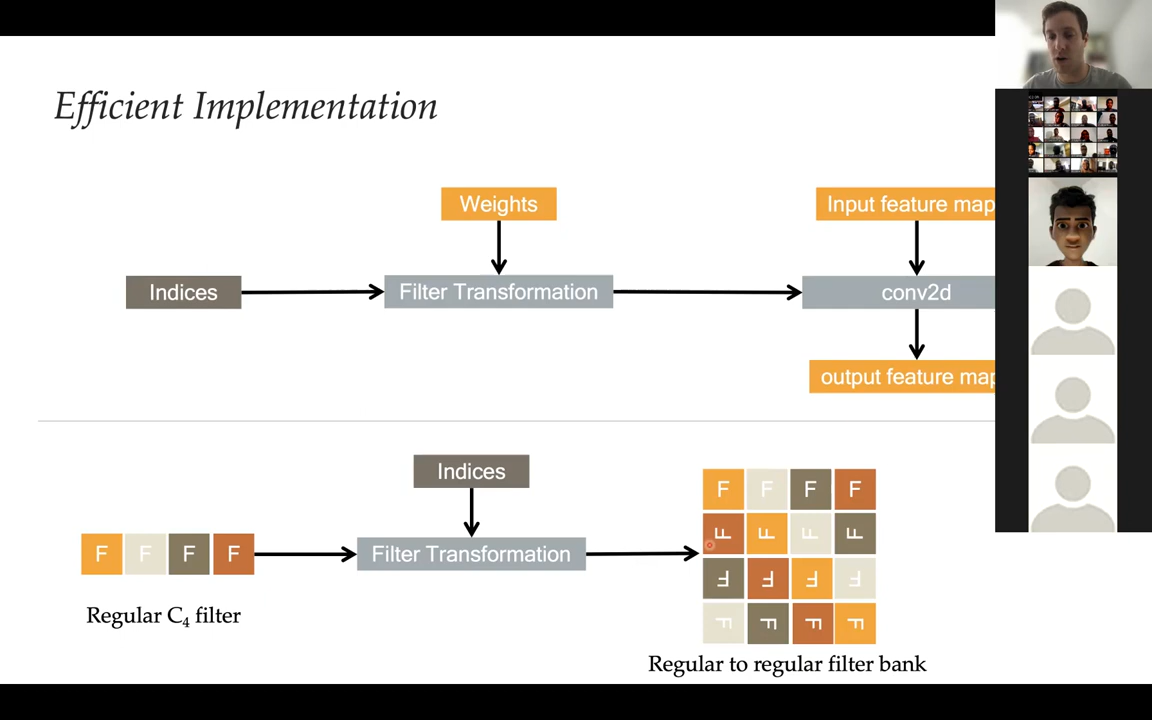 Efficient Implementation
Weights
Input feature map
Indices
Filter Transformation
conv2d
output feature map
Indices
F F F F
F F F F
F F F F
Filter Transformation
F F F F
F F F F
Regular C₄ filter
Regular to regular filter bank